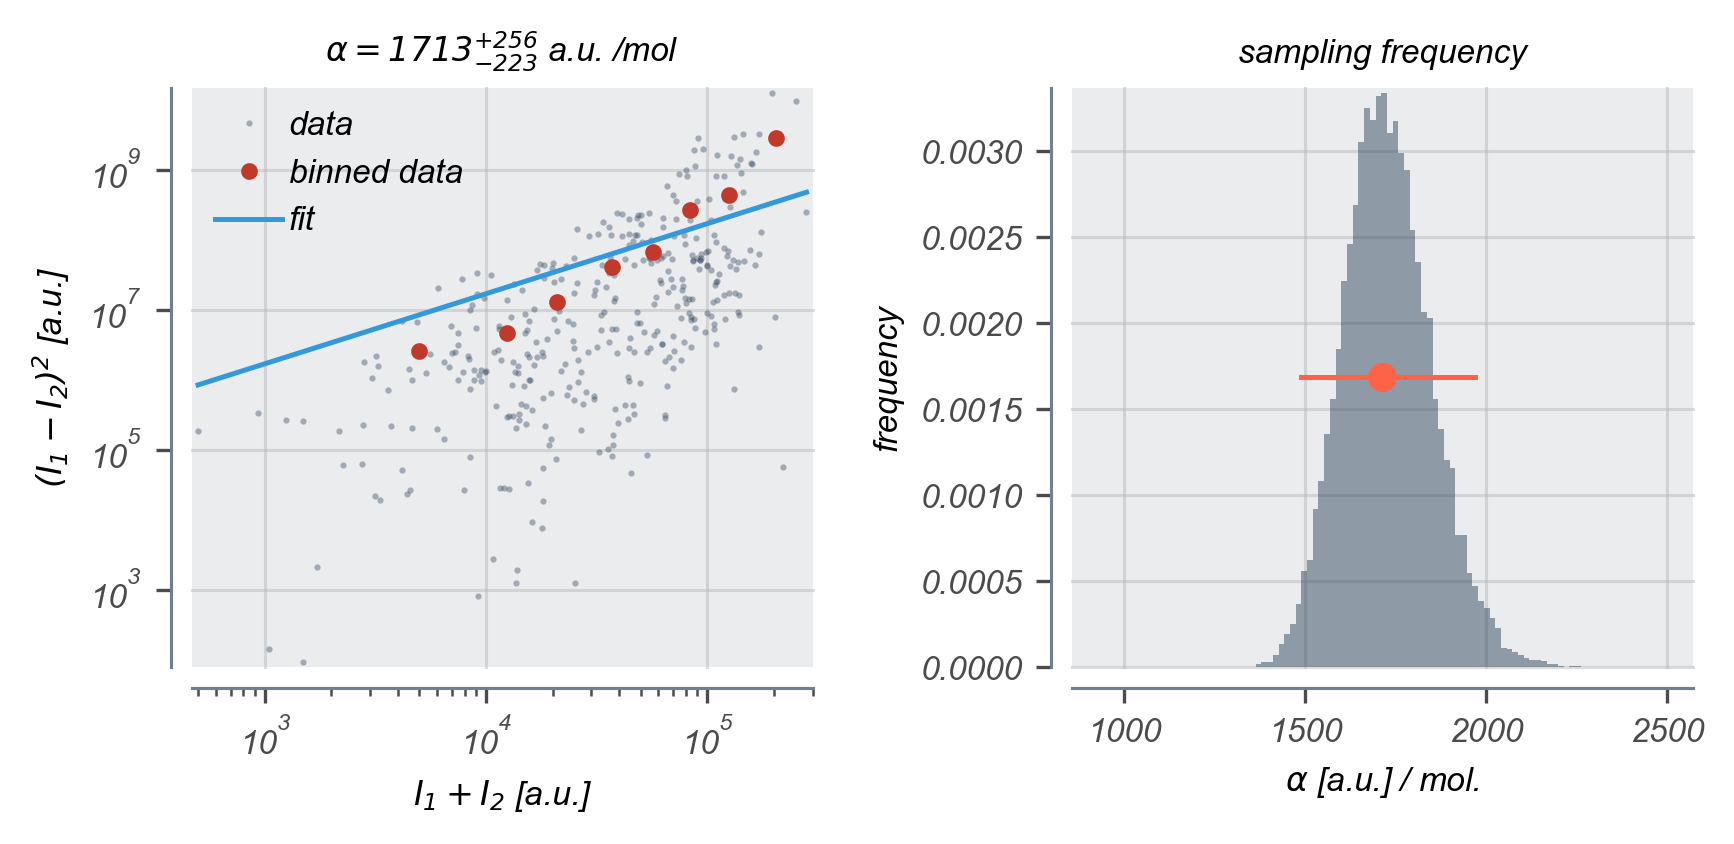 α = 1713^{+256}_{−223} a.u. /mol
data
binned data
fit
10^9
10^7
10^5
10^3
(I_1 − I_2)^2 [a.u.]
10^3 10^4 10^5
I_1 + I_2 [a.u.]
sampling frequency
0.0030
0.0025
0.0020
0.0015
0.0010
0.0005
0.0000
frequency
1000 1500 2000 2500
α [a.u.] / mol.